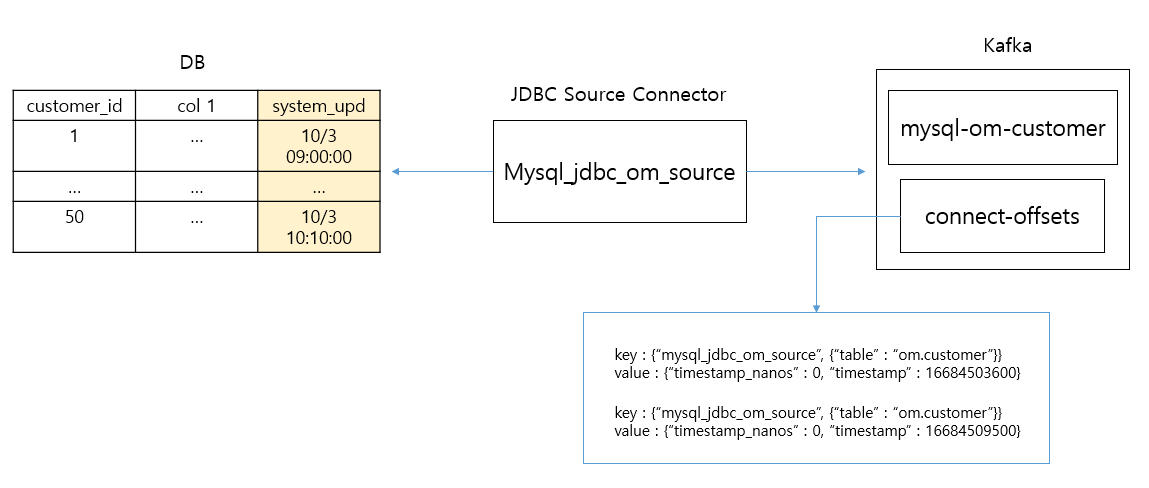 DB
customer_id col 1 system_upd
1 ... 10/3
09:00:00
... ... ...
50 ... 10/3
10:10:00
JDBC Source Connector
Mysql_jdbc_om_source
Kafka
mysql-om-customer
connect-offsets
key : {“mysql_jdbc_om_source”, {“table” : “om.customer”}}
value : {“timestamp_nanos” : 0, “timestamp” : 16684503600}
key : {“mysql_jdbc_om_source”, {“table” : “om.customer”}}
value : {“timestamp_nanos” : 0, “timestamp” : 16684509500}